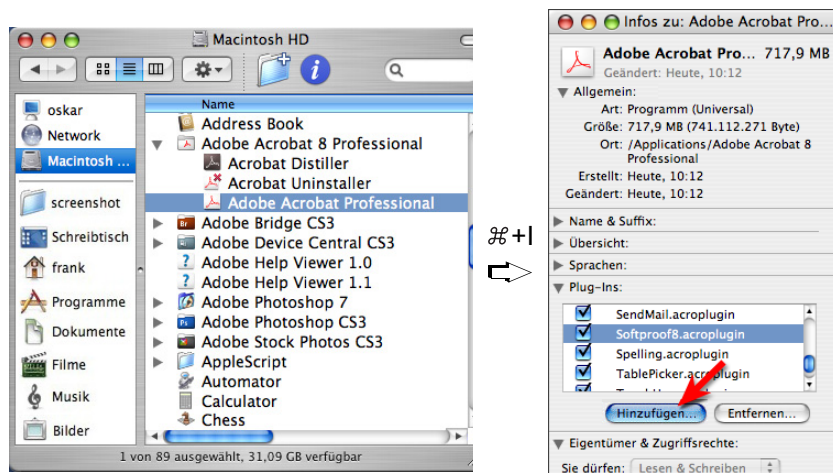 Macintosh HD
oskar
Network
Macintosh ...
screenshot
Schreibtisch
frank
Programme
Dokumente
Filme
Musik
Bilder
Name
Address Book
Adobe Acrobat 8 Professional
Acrobat Distiller
Acrobat Uninstaller
Adobe Acrobat Professional
Adobe Bridge CS3
Adobe Device Central CS3
Adobe Help Viewer 1.0
Adobe Help Viewer 1.1
Adobe Photoshop 7
Adobe Photoshop CS3
Adobe Stock Photos CS3
AppleScript
Automator
Calculator
Chess
1 von 89 ausgewählt, 31,09 GB verfügbar
⌘+I
Infos zu: Adobe Acrobat Pro...
Adobe Acrobat Pro... 717,9 MB
Geändert: Heute, 10:12
Allgemein:
Art: Programm (Universal)
Größe: 717,9 MB (741.112.271 Byte)
Ort: /Applications/Adobe Acrobat 8
Professional
Erstellt: Heute, 10:12
Geändert: Heute, 10:12
Name & Suffix:
Übersicht:
Sprachen:
Plug-Ins:
SendMail.acroplugin
Softproof8.acroplugin
Spelling.acroplugin
TablePicker.acroplugin
Hinzufügen...
Entfernen...
Eigentümer & Zugriffsrechte:
Sie dürfen: Lesen & Schreiben